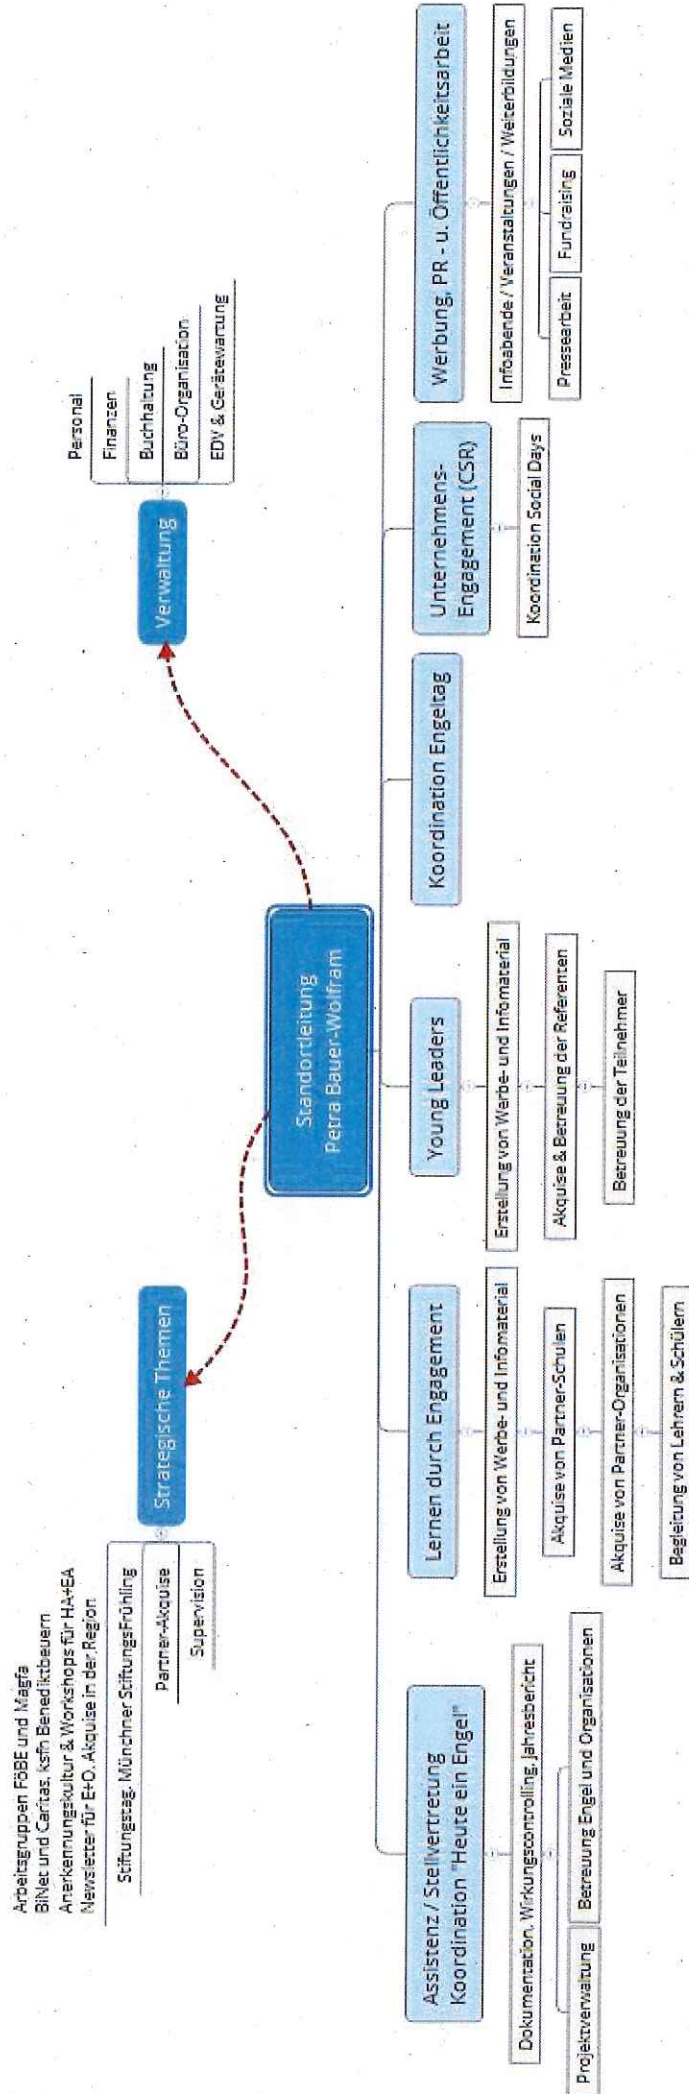 Arbeitsgruppen FöBE und Magfa
BiNet und Caritas, ksfn Benediktbeuern
Anerkennungskultur & Workshops für HA+EA
Newsletter für E+O, Akquise in der Region
Stiftungstag, Münchner StiftungsFrühling
Partner-Akquise
Supervision
Strategische Themen
Personal
Finanzen
Buchhaltung
Büro-Organisation
EDV & Gerätewartung
Verwaltung
Standortleitung
Petra Bauer-Wolfram
Assistenz / Stellvertretung
Koordination "Heute ein Engel"
Dokumentation, Wirkungscontrolling, Jahresbericht
Projektverwaltung
Betreuung Engel und Organisationen
Lernen durch Engagement
Erstellung von Werbe- und Infomaterial
Akquise von Partner-Schulen
Akquise von Partner-Organisationen
Begleitung von Lehrern & Schülern
Young Leaders
Erstellung von Werbe- und Infomaterial
Akquise & Betreuung der Referenten
Betreuung der Teilnehmer
Koordination Engeltag
Unternehmens-
Engagement (CSR)
Koordination Social Days
Werbung, PR - u. Öffentlichkeitsarbeit
Infoabende / Veranstaltungen / Weiterbildungen
Pressearbeit
Fundraising
Soziale Medien